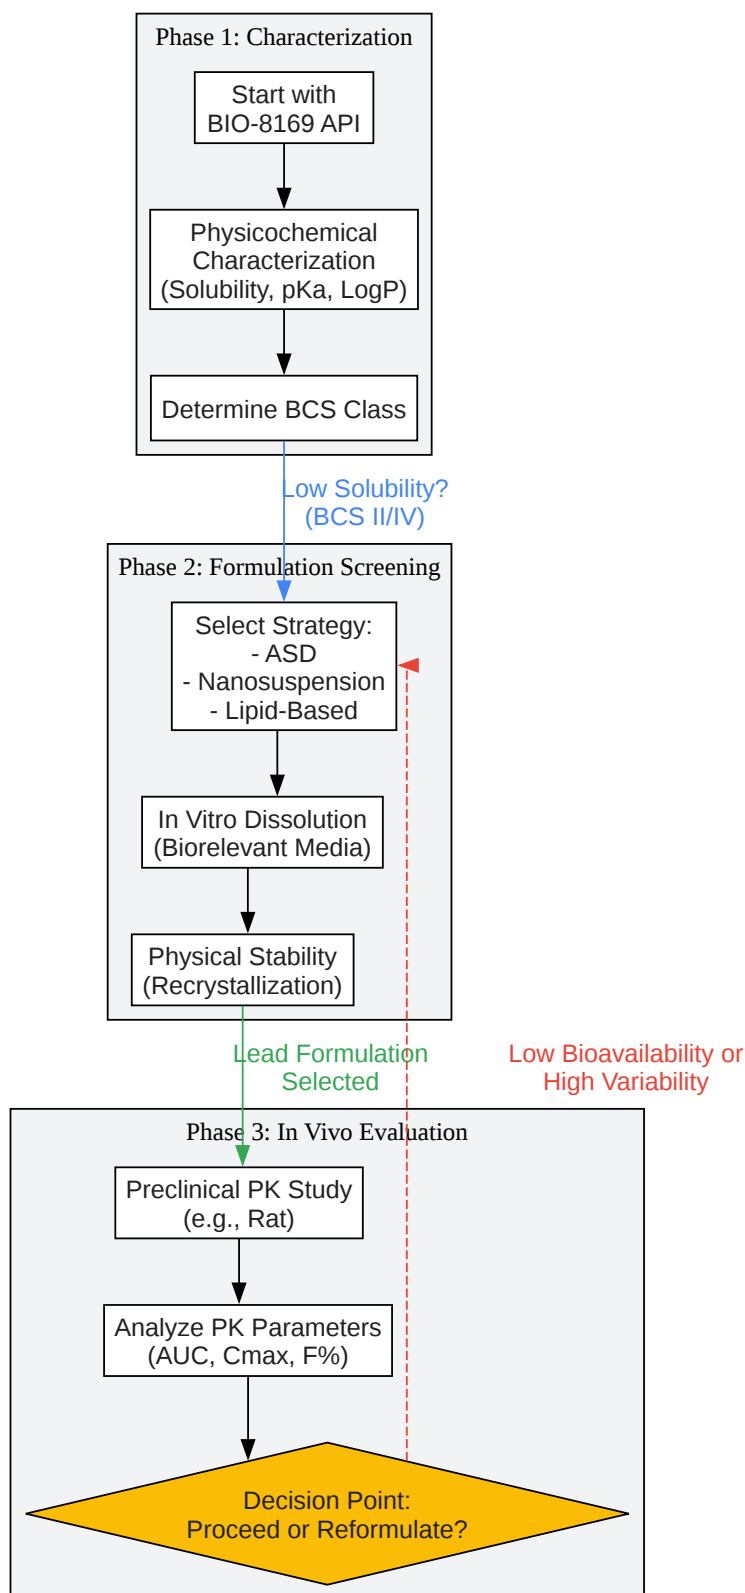 Phase 1: Characterization
Start with
BIO-8169 API
Physicochemical
Characterization
(Solubility, pKa, LogP)
Determine BCS Class
Low Solubility?
(BCS II/IV)
Phase 2: Formulation Screening
Select Strategy:
- ASD
- Nanosuspension
- Lipid-Based
In Vitro Dissolution
(Biorelevant Media)
Physical Stability
(Recrystallization)
Lead Formulation
Selected
Low Bioavailability or
High Variability
Phase 3: In Vivo Evaluation
Preclinical PK Study
(e.g., Rat)
Analyze PK Parameters
(AUC, Cmax, F%)
Decision Point:
Proceed or Reformulate?